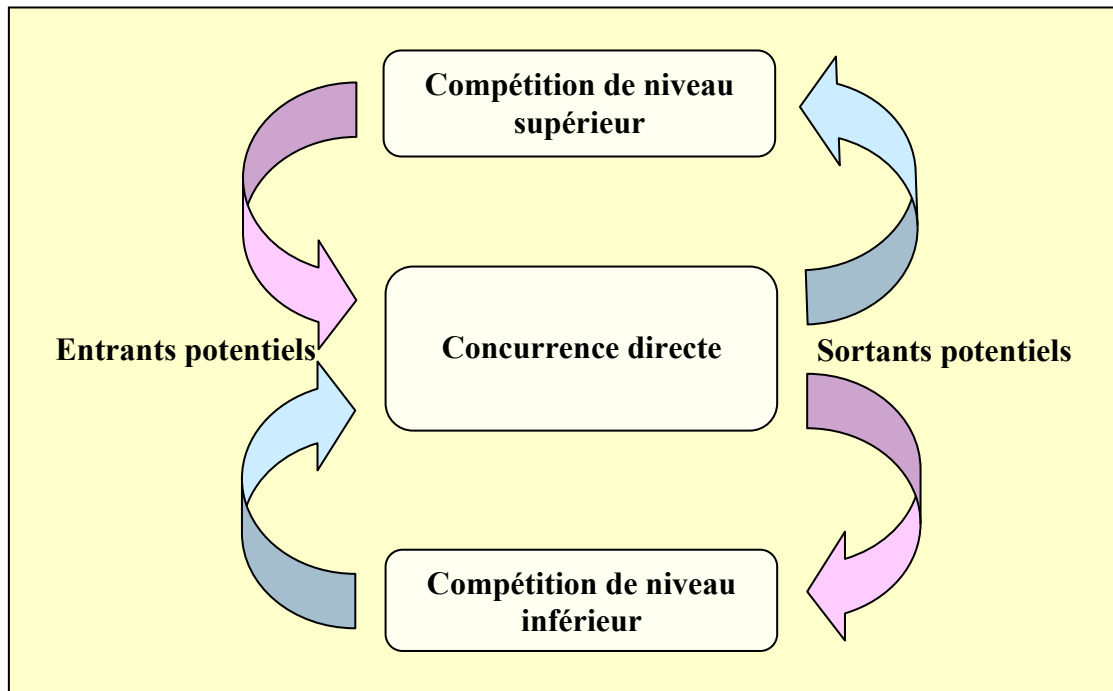 Compétition de niveau
supérieur
Entrants potentiels
Concurrence directe
Sortants potentiels
Compétition de niveau
inférieur